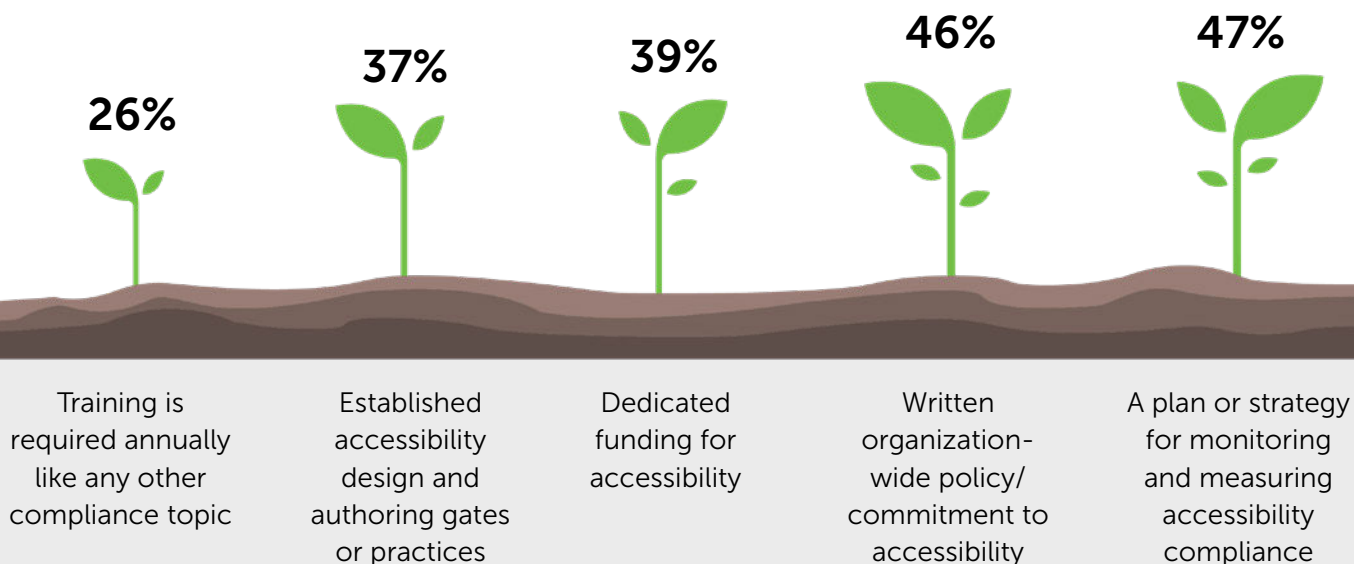 26%
Training is
required annually
like any other
compliance topic
37%
Established
accessibility
design and
authoring gates
or practices
39%
Dedicated
funding for
accessibility
46%
Written
organization-
wide policy/
commitment to
accessibility
47%
A plan or strategy
for monitoring
and measuring
accessibility
compliance